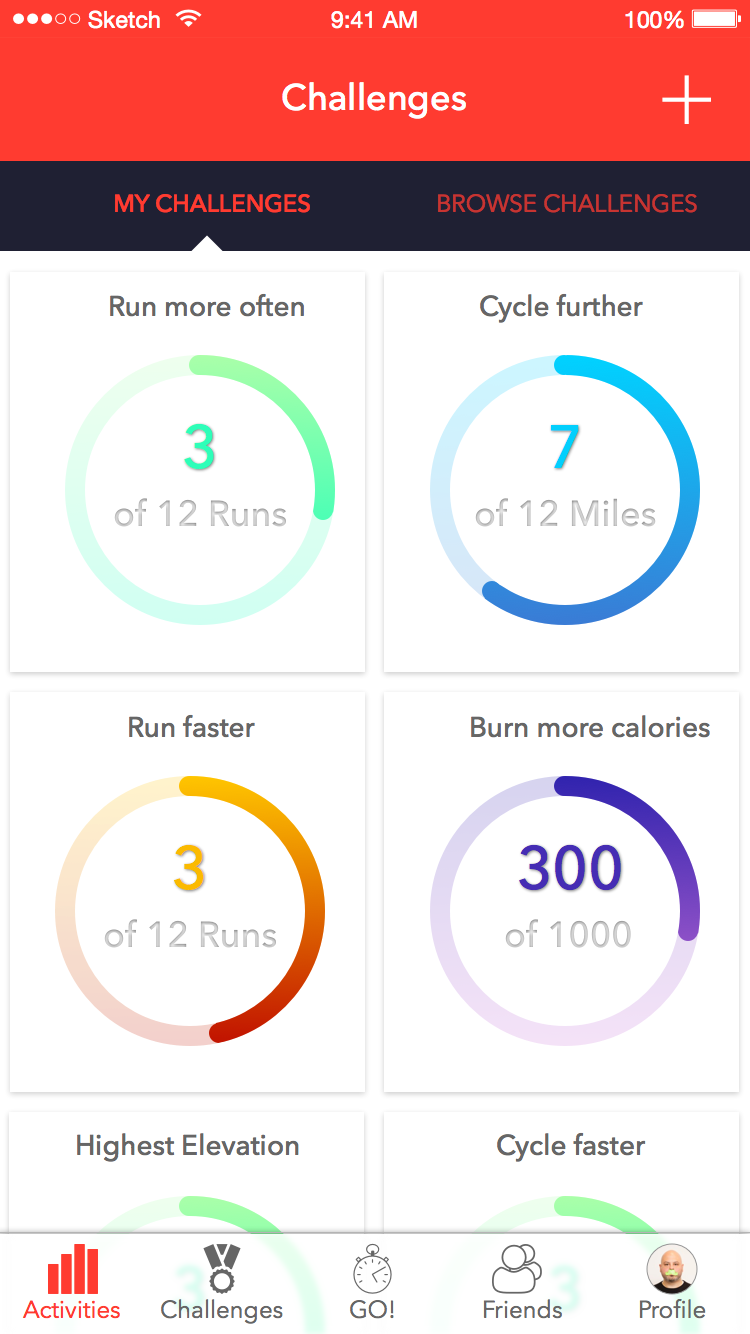 Sketch 9:41 AM 100%
Challenges
MY CHALLENGES BROWSE CHALLENGES
Run more often
3
of 12 Runs
Cycle further
7
of 12 Miles
Run faster
3
of 12 Runs
Burn more calories
300
of 1000
Highest Elevation
3
Cycle faster
3
Activities Challenges GO! Friends Profile